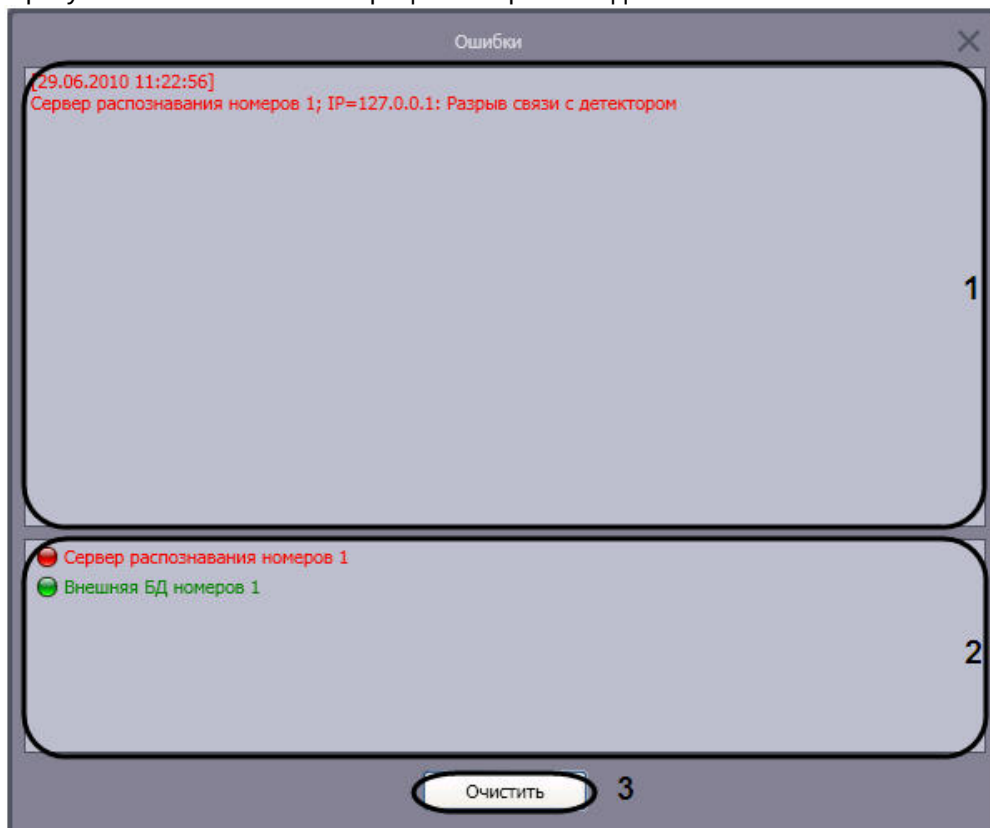 Ошибки
[29.06.2010 11:22:56]
Сервер распознавания номеров 1; IP=127.0.0.1: Разрыв связи с детектором
1
Сервер распознавания номеров 1
Внешняя БД номеров 1
2
Очистить
3